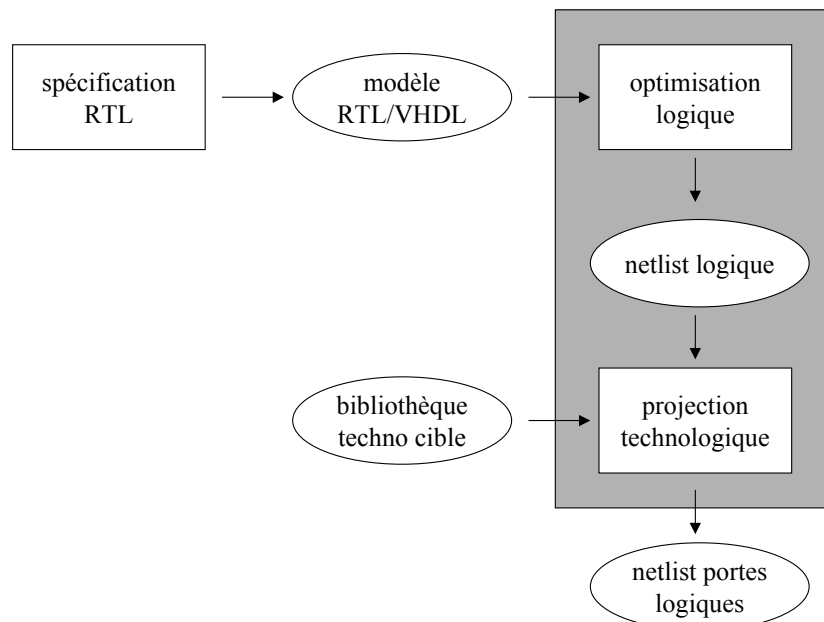 spécification
RTL
modèle
RTL/VHDL
optimisation
logique
netlist logique
bibliothèque
techno cible
projection
technologique
netlist portes
logiques